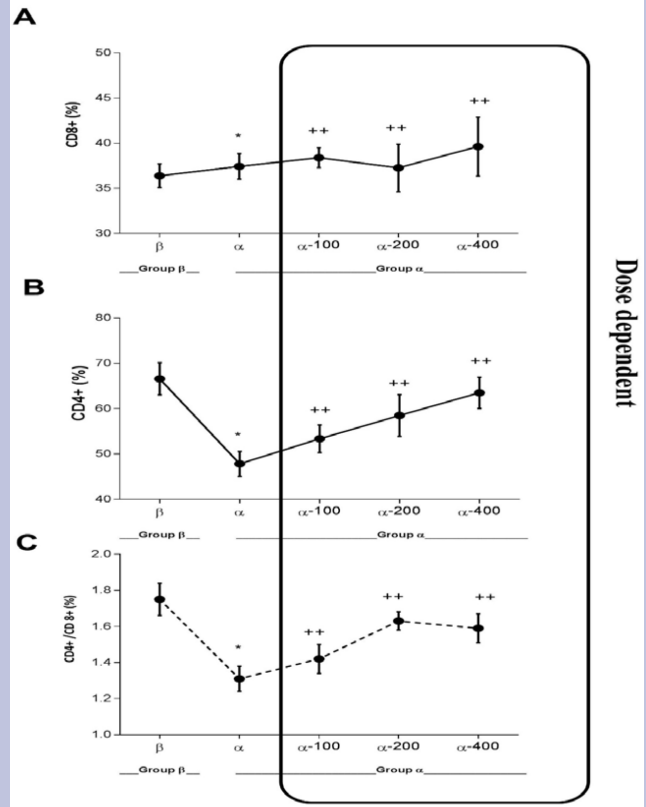 A
CD8+ (%)
50
45
40
35
30
*
++
++
++
β
α
α-100
α-200
α-400
Group β
Group α
B
CD4+ (%)
80
70
60
50
40
*
++
++
++
β
α
α-100
α-200
α-400
Group β
Group α
C
CD4+ /CD 8+ (%)
2.0
1.8
1.6
1.4
1.2
1.0
*
++
++
++
β
α
α-100
α-200
α-400
Group β
Group α
Dose dependent